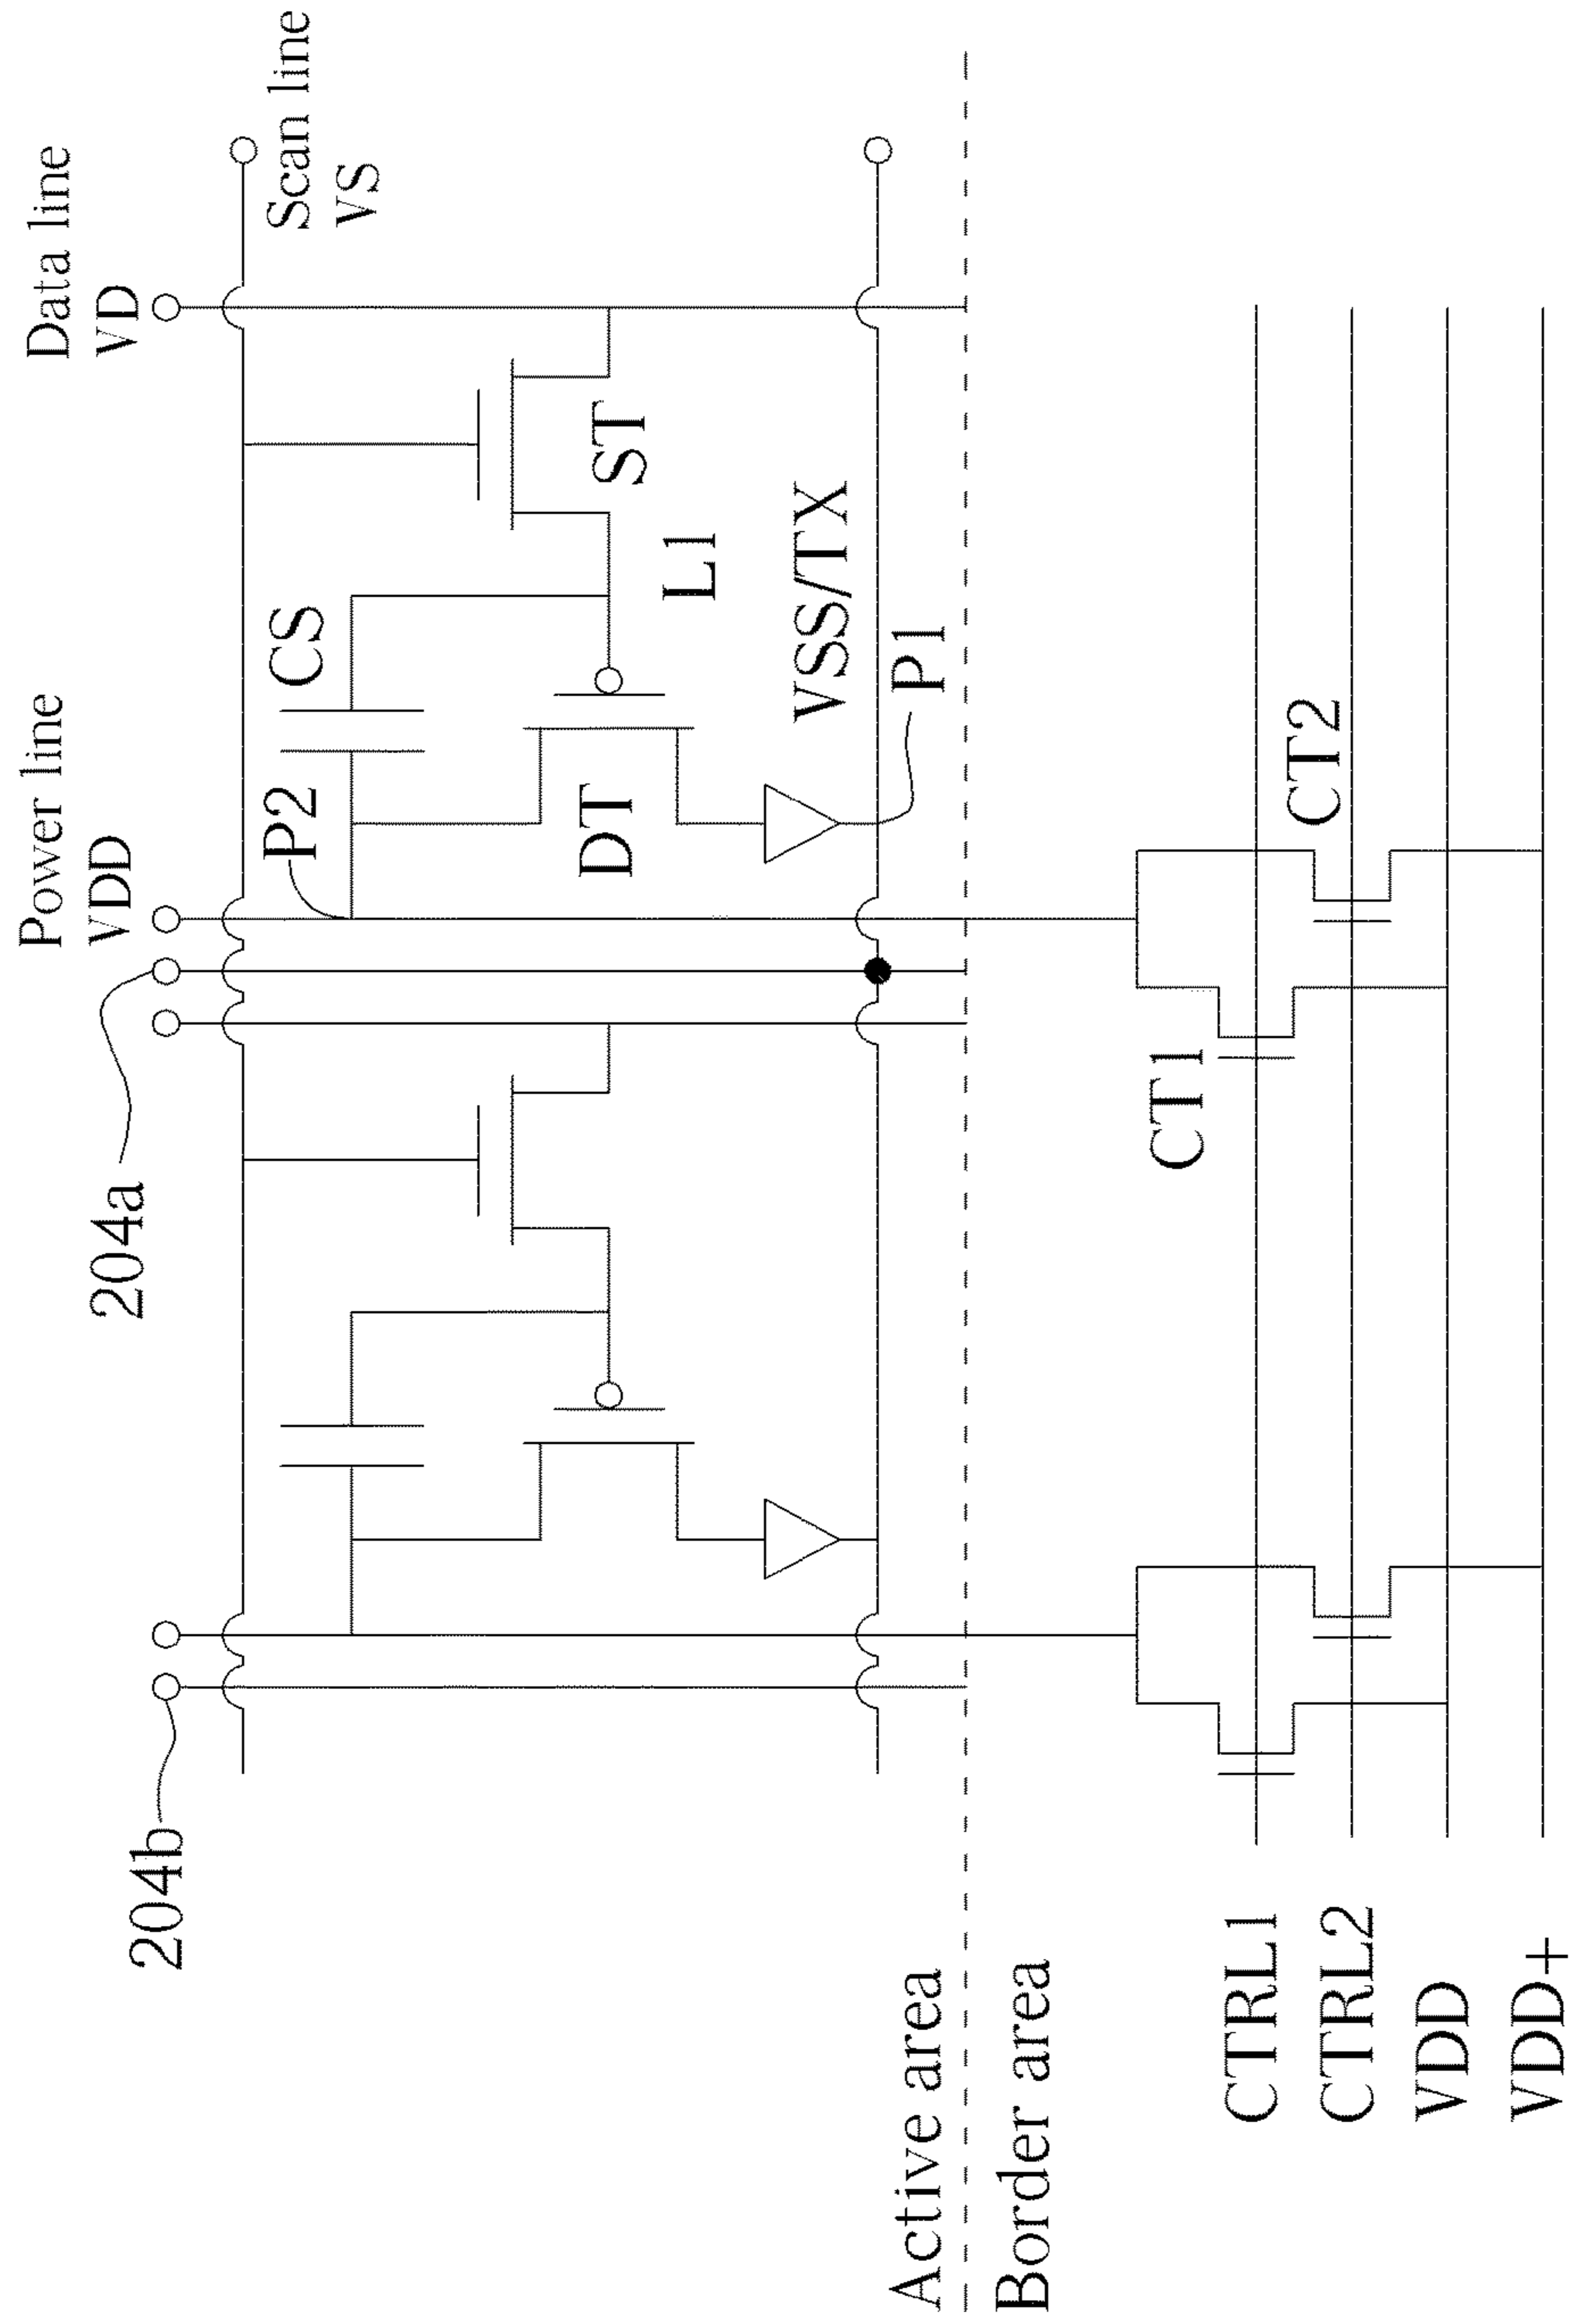 Data line
VD
Scan line
VS
Power line
VDD
P2
CS
ST
L1
DT
VSS/TX
P1
204a
204b
CT1
CT2
Active area
Border area
CTRL1
CTRL2
VDD
VDD+